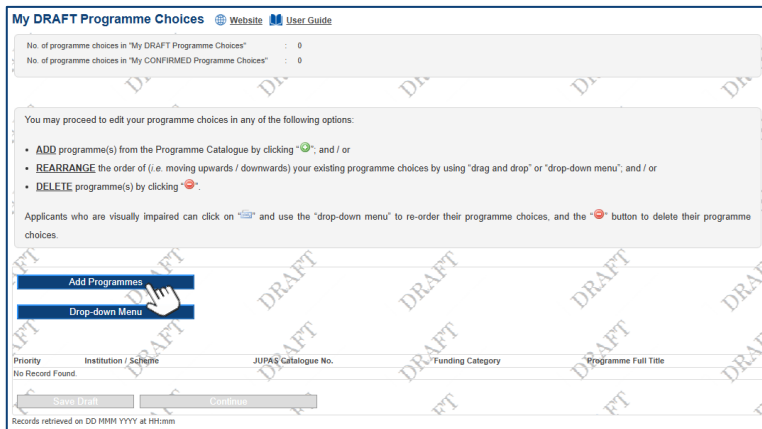 My DRAFT Programme Choices Website User Guide
No. of programme choices in "My DRAFT Programme Choices" : 0
No. of programme choices in "My CONFIRMED Programme Choices" : 0
You may proceed to edit your programme choices in any of the following options:
• ADD programme(s) from the Programme Catalogue by clicking “ ”; and / or
• REARRANGE the order of (i.e. moving upwards / downwards) your existing programme choices by using “drag and drop” or “drop-down menu”; and / or
• DELETE programme(s) by clicking “ ”.
Applicants who are visually impaired can click on “ ” and use the “drop-down menu” to re-order their programme choices, and the “ ” button to delete their programme
choices.
Add Programmes
Drop-down Menu
Priority Institution / Scheme JUPAS Catalogue No. Funding Category Programme Full Title
No Record Found.
Save Draft Continue
Records retrieved on DD MMM YYYY at HH:mm
DRAFT